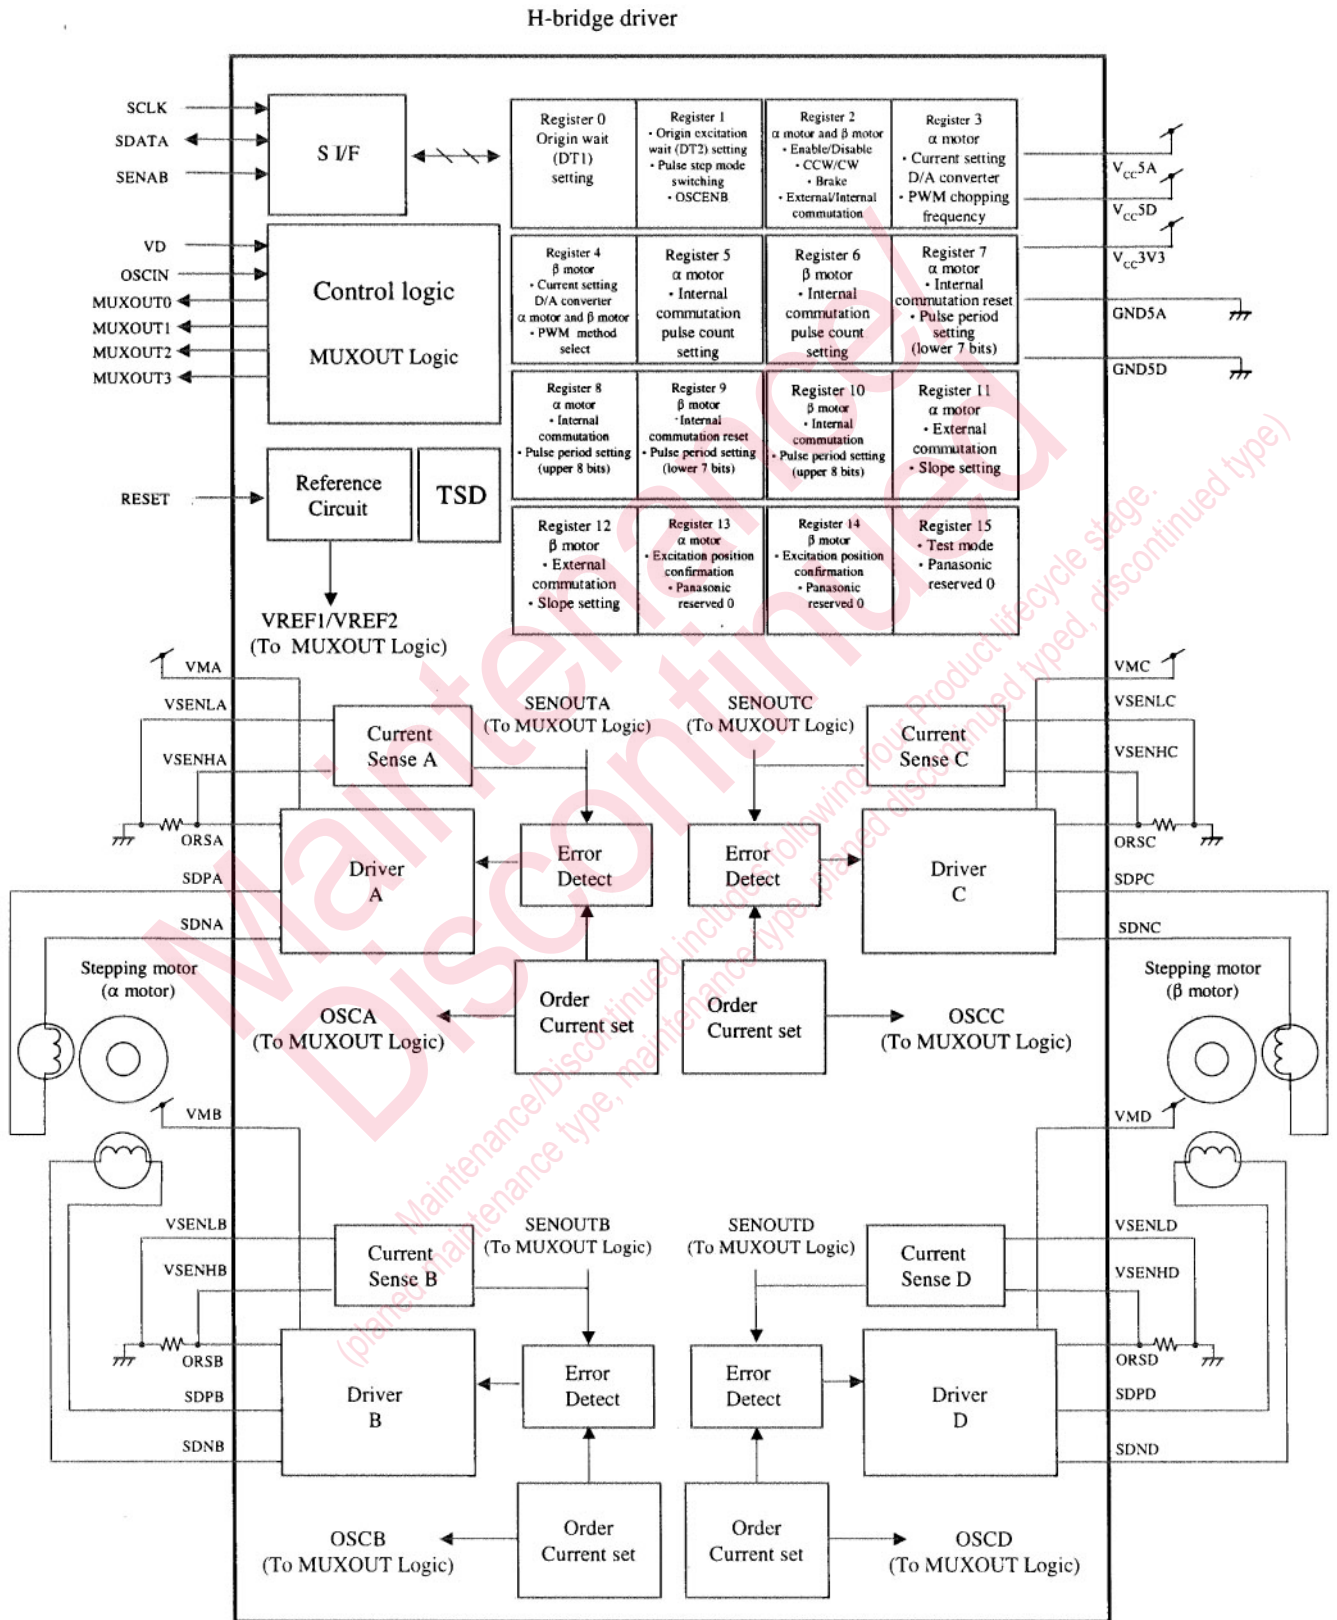 H-bridge driver
SCLK
SDATA
SENAB
S I/F
VD
OSCIN
MUXOUT0
MUXOUT1
MUXOUT2
MUXOUT3
Control logic
MUXOUT Logic
RESET
Reference
Circuit
TSD
VREF1/VREF2
(To MUXOUT Logic)
Register 0
Origin wait
(DT1)
setting
Register 1
• Origin excitation
wait (DT2) setting
• Pulse step mode
switching
• OSCENB
Register 2
α motor and β motor
• Enable/Disable
• CCW/CW
• Brake
• External/Internal
commutation
Register 3
α motor
• Current setting
D/A converter
• PWM chopping
frequency
Register 4
β motor
• Current setting
D/A converter
α motor and β motor
• PWM method
select
Register 5
α motor
• Internal
commutation
pulse count
setting
Register 6
β motor
• Internal
commutation
pulse count
setting
Register 7
α motor
• Internal
commutation reset
• Pulse period
setting
(lower 7 bits)
Register 8
α motor
• Internal
commutation
• Pulse period setting
(upper 8 bits)
Register 9
β motor
• Internal
commutation reset
• Pulse period setting
(lower 7 bits)
Register 10
β motor
• Internal
commutation
• Pulse period setting
(upper 8 bits)
Register 11
α motor
• External
commutation
• Slope setting
Register 12
β motor
• External
commutation
• Slope setting
Register 13
α motor
• Excitation position
confirmation
• Panasonic
reserved 0
Register 14
β motor
• Excitation position
confirmation
• Panasonic
reserved 0
Register 15
• Test mode
• Panasonic
reserved 0
VCC5A
VCC5D
VCC3V3
GND5A
GND5D
VMA
VSENLA
VSENHA
ORSA
SDPA
SDNA
Current
Sense A
Driver
A
SENOUTA
(To MUXOUT Logic)
Error
Detect
Order
Current set
OSCA
(To MUXOUT Logic)
Stepping motor
(α motor)
SENOUTC
(To MUXOUT Logic)
Current
Sense C
Error
Detect
Driver
C
Order
Current set
OSCC
(To MUXOUT Logic)
VMC
VSENLC
VSENHC
ORSC
SDPC
SDNC
Stepping motor
(β motor)
VMB
VSENLB
VSENHB
ORSB
SDPB
SDNB
Current
Sense B
Driver
B
SENOUTB
(To MUXOUT Logic)
Error
Detect
Order
Current set
OSCB
(To MUXOUT Logic)
SENOUTD
(To MUXOUT Logic)
Current
Sense D
Error
Detect
Driver
D
Order
Current set
OSCD
(To MUXOUT Logic)
VMD
VSENLD
VSENHD
ORSD
SDPD
SDND
Maintenance/
Discontinued
Maintenance/Discontinued includes following four Product lifecycle stage.
(planed maintenance type, maintenance type, planed discontinued typed, discontinued type)